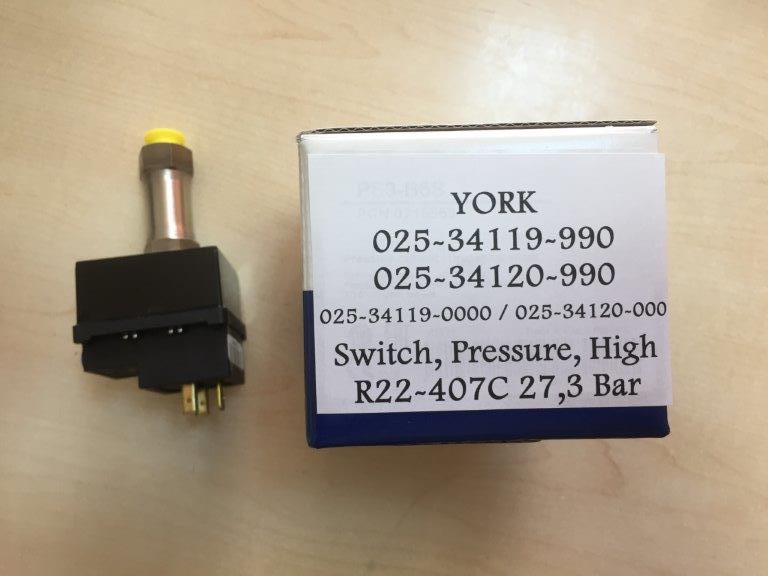 YORK
025-34119-990
025-34120-990
025-34119-0000 / 025-34120-000
Switch, Pressure, High
R22-407C 27,3 Bar